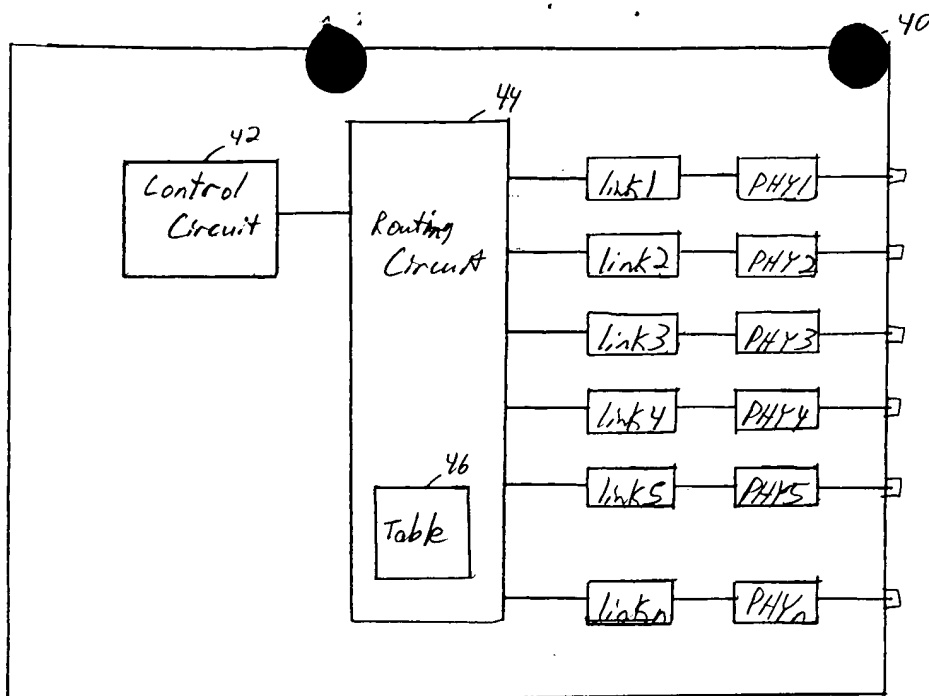 40
44
42
Control
Circuit
Routing
Circuit
link1 PHY1
link2 PHY2
link3 PHY3
link4 PHY4
46
link5 PHY5
Table
linkn PHYn